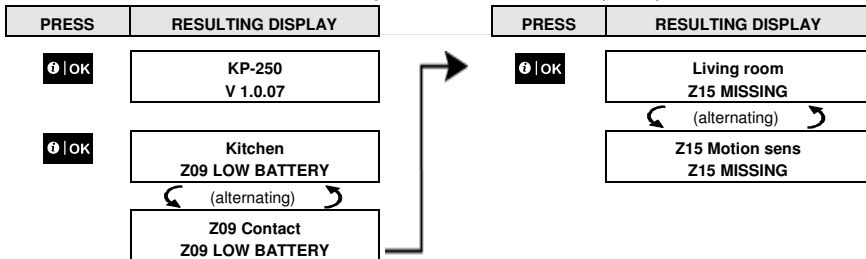 PRESS RESULTING DISPLAY
OK KP-250
V 1.0.07
OK Kitchen
Z09 LOW BATTERY
(alternating)
Z09 Contact
Z09 LOW BATTERY
PRESS RESULTING DISPLAY
OK Living room
Z15 MISSING
(alternating)
Z15 Motion sens
Z15 MISSING